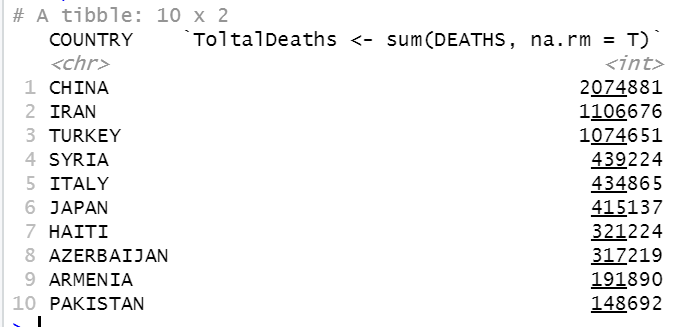 # A tibble: 10 x 2
COUNTRY `ToltalDeaths <- sum(DEATHS, na.rm = T)`
<chr> <int>
1 CHINA 2074881
2 IRAN 1106676
3 TURKEY 1074651
4 SYRIA 439224
5 ITALY 434865
6 JAPAN 415137
7 HAITI 321224
8 AZERBAIJAN 317219
9 ARMENIA 191890
10 PAKISTAN 148692
>